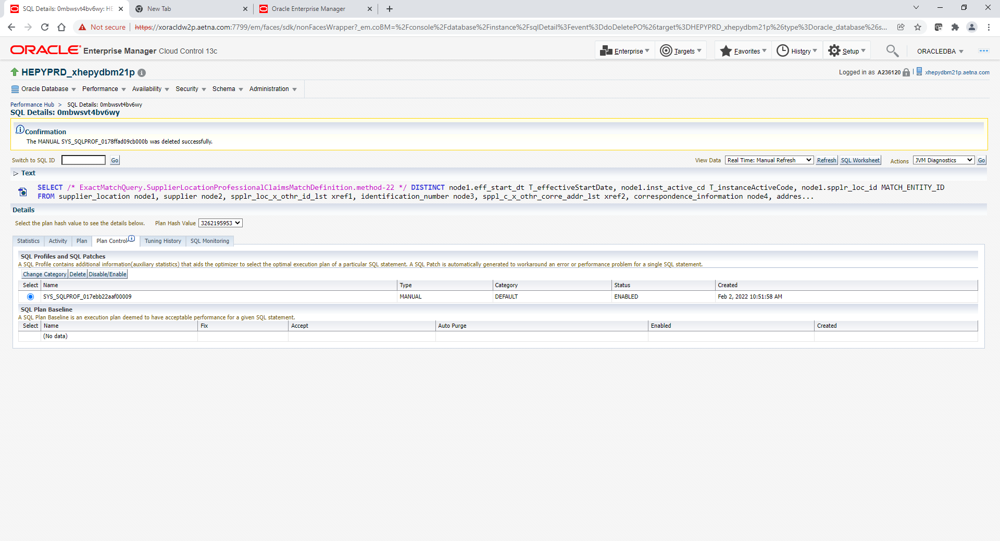 SQL Details: 0mbwsvt4bv6wy: HE
New Tab
Oracle Enterprise Manager
Not secure
https://xoracldw2p.aetna.com:7799/em/faces/sdk/nonFacesWrapper?_em.coBM=%2Fconsole%2Fdatabase%2Finstance%2FsqlDetail%3Fevent%3DdoDeletePO%26target%3DHEPYPRD_xhepydbm21p%26type%3Doracle_database%26s...
ORACLE Enterprise Manager Cloud Control 13c
Enterprise
Targets
Favorites
History
Setup
ORACLEDBA
HEPYPRD_xhepydbm21p
Logged in as A236120
xhepydbm21p.aetna.com
Oracle Database
Performance
Availability
Security
Schema
Administration
Performance Hub > SQL Details: 0mbwsvt4bv6wy
SQL Details: 0mbwsvt4bv6wy
Confirmation
The MANUAL SYS_SQLPROF_0178ffad09cb000b was deleted successfully.
Switch to SQL ID
Go
View Data
Real Time: Manual Refresh
Refresh
SQL Worksheet
Actions
JVM Diagnostics
Go
Text
SELECT /* ExactMatchQuery.SupplierLocationProfessionalClaimsMatchDefinition.method-22 */ DISTINCT node1.eff_start_dt T_effectiveStartDate, node1.inst_active_cd T_instanceActiveCode, node1.spplr_loc_id MATCH_ENTITY_ID
FROM supplier_location node1, supplier node2, spplr_loc_x_othr_id_lst xref1, identification_number node3, sppl_c_x_othr_corre_addr_lst xref2, correspondence_information node4, addres...
Details
Select the plan hash value to see the details below.
Plan Hash Value
3262195953
Statistics
Activity
Plan
Plan Control
Tuning History
SQL Monitoring
SQL Profiles and SQL Patches
A SQL Profile contains additional information(auxiliary statistics) that aids the optimizer to select the optimal execution plan of a particular SQL statement. A SQL Patch is automatically generated to workaround an error or performance problem for a single SQL statement.
Change Category
Delete
Disable/Enable
Select Name Type Category Status Created
SYS_SQLPROF_017ebb22aaf00009 MANUAL DEFAULT ENABLED Feb 2, 2022 10:51:58 AM
SQL Plan Baseline
A SQL Plan Baseline is an execution plan deemed to have acceptable performance for a given SQL statement.
Select Name Fix Accept Auto Purge Enabled Created
(No data)